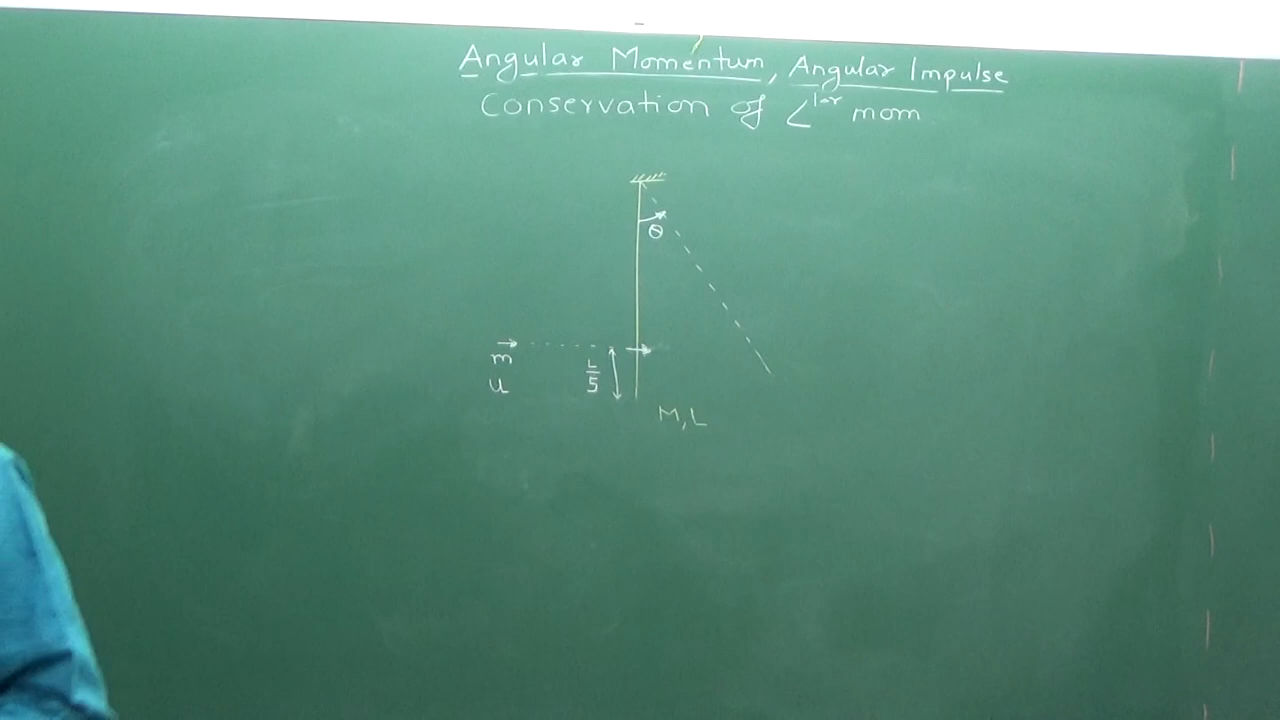 Angular Momentum, Angular Impulse
Conservation of ∠lar mom
θ
m
u
L/5
M, L